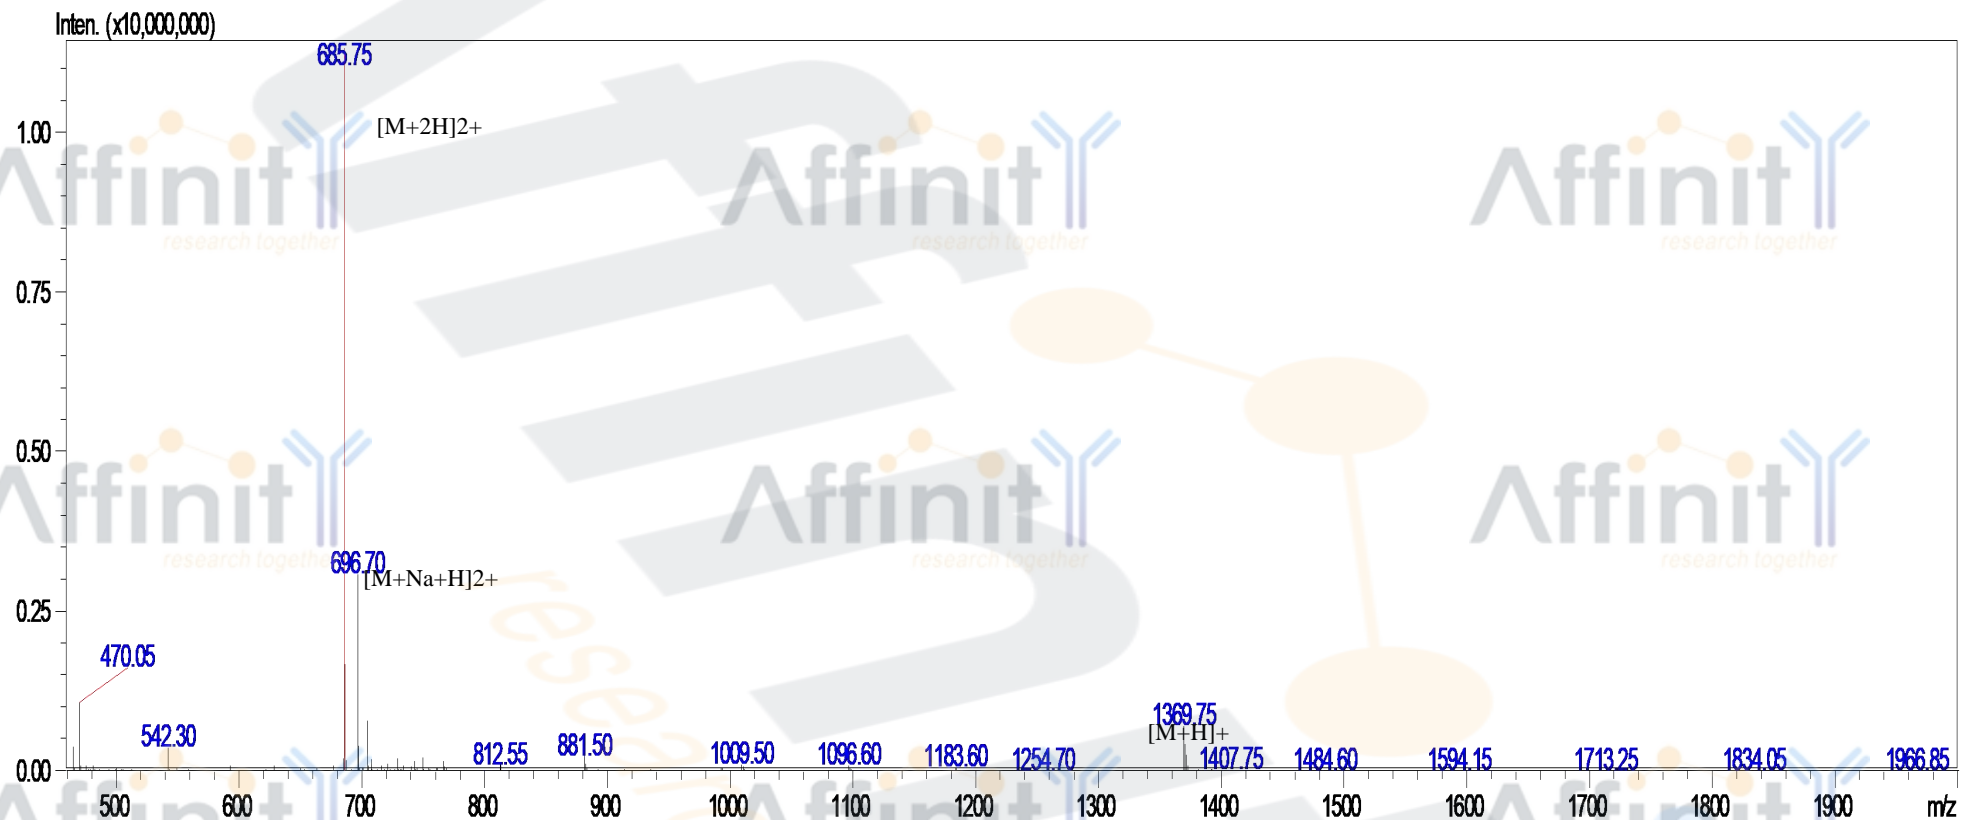 Inten. (x10,000,000)
685.75
[M+2H]2+
1.00
Affinit
Affinit
Affinit
research together
research together
research together
0.75
0.50
Affinit
Affinit
Affinit
research together
research together
research together
696.70
[M+Na+H]2+
0.25
470.05
542.30
812.55
881.50
1009.50
1096.60
1183.60
1254.70
1369.75
[M+H]+
1407.75
1484.60
1594.15
1713.25
1834.05
1966.85
0.00
500 600 700 800 900 1000 1100 1200 1300 1400 1500 1600 1700 1800 1900 m/z